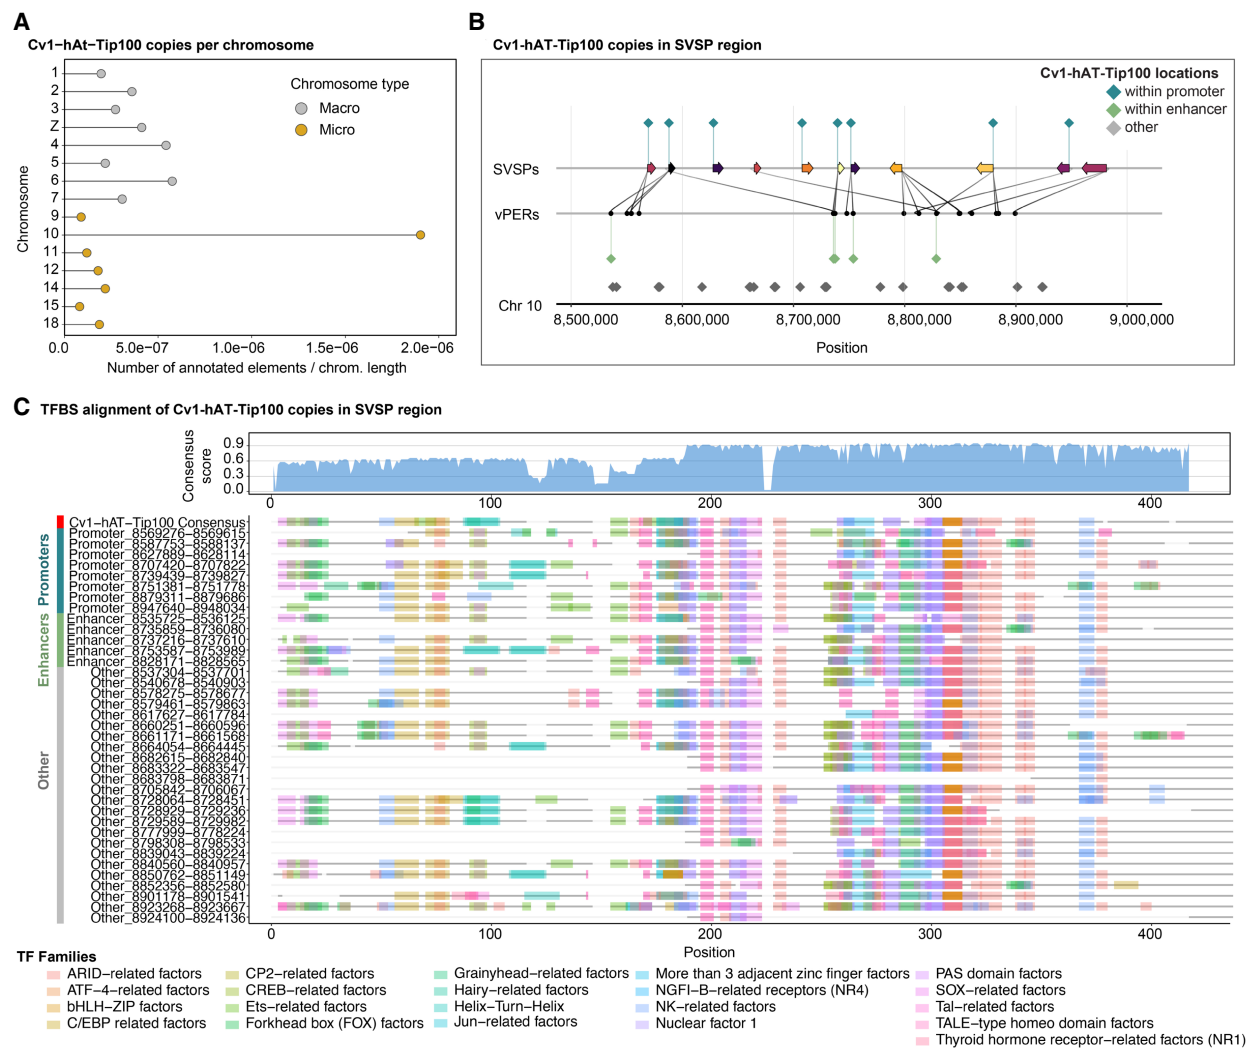 A
Cv1−hAt−Tip100 copies per chromosome
Chromosome
1
2
3
Z
4
5
6
7
9
10
11
12
14
15
18
Chromosome type
Macro
Micro
0.0 5.0e−07 1.0e−06 1.5e−06 2.0e−06
Number of annotated elements / chrom. length
B
Cv1-hAT-Tip100 copies in SVSP region
Cv1-hAT-Tip100 locations
within promoter
within enhancer
other
SVSPs
vPERs
Chr 10
8,500,000 8,600,000 8,700,000 8,800,000 8,900,000 9,000,000
Position
C
TFBS alignment of Cv1-hAT-Tip100 copies in SVSP region
Consensus
score
0.9
0.6
0.3
0.0
0 100 200 300 400
Promoters
Enhancers
Other
Cv1−hAT−Tip100 Consensus
Promoter_8569276−8569615
Promoter_8587753−8588137
Promoter_8627889−8628114
Promoter_8707420−8707822
Promoter_8739439−8739827
Promoter_8751381−8751778
Promoter_8879311−8879686
Promoter_8947640−8948034
Enhancer_8535725−8536125
Enhancer_8735859−8736080
Enhancer_8737216−8737610
Enhancer_8753587−8753989
Enhancer_8828171−8828565
Other_8537304−8537701
Other_8540678−8540903
Other_8578275−8578677
Other_8579461−8579863
Other_8617627−8617784
Other_8660251−8660596
Other_8661171−8661568
Other_8664054−8664445
Other_8682615−8682840
Other_8683322−8683547
Other_8683798−8683871
Other_8705842−8706067
Other_8728064−8728451
Other_8728929−8729236
Other_8729589−8729982
Other_8777999−8778224
Other_8798308−8798533
Other_8839043−8839224
Other_8840560−8840957
Other_8850762−8851149
Other_8852356−8852580
Other_8901178−8901541
Other_8923268−8923667
Other_8924100−8924136
0 100 200 300 400
Position
TF Families
ARID−related factors
ATF−4−related factors
bHLH−ZIP factors
C/EBP related factors
CP2−related factors
CREB−related factors
Ets−related factors
Forkhead box (FOX) factors
Grainyhead−related factors
Hairy−related factors
Helix−Turn−Helix
Jun−related factors
More than 3 adjacent zinc finger factors
NGFI−B−related receptors (NR4)
NK−related factors
Nuclear factor 1
PAS domain factors
SOX−related factors
Tal−related factors
TALE−type homeo domain factors
Thyroid hormone receptor−related factors (NR1)